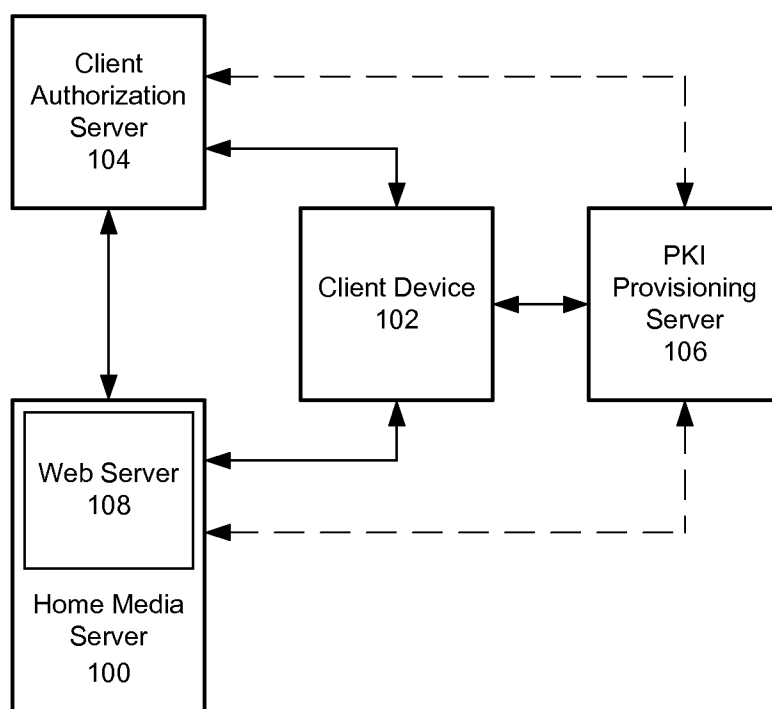 Client
Authorization
Server
104
Client Device
102
PKI
Provisioning
Server
106
Web Server
108
Home Media
Server
100